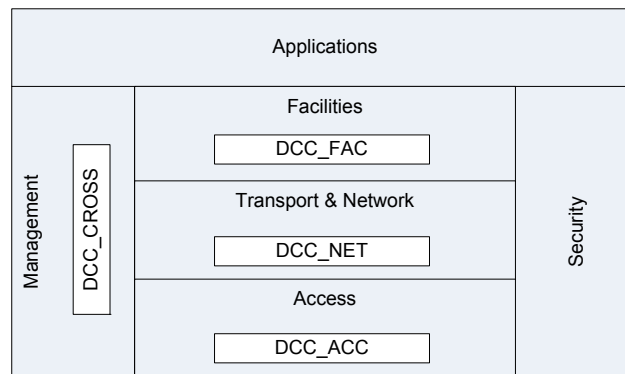 Applications
Management
DCC_CROSS
Facilities
DCC_FAC
Transport & Network
DCC_NET
Access
DCC_ACC
Security